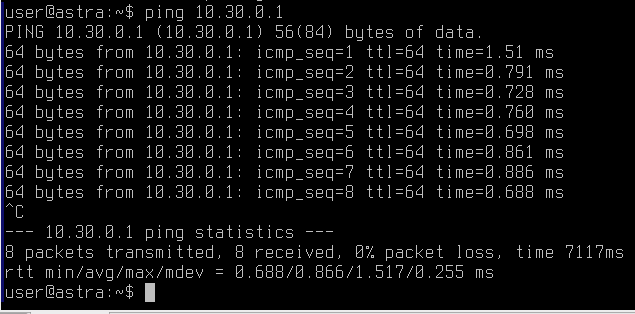 user@astra:~$ ping 10.30.0.1
PING 10.30.0.1 (10.30.0.1) 56(84) bytes of data.
64 bytes from 10.30.0.1: icmp_seq=1 ttl=64 time=1.51 ms
64 bytes from 10.30.0.1: icmp_seq=2 ttl=64 time=0.791 ms
64 bytes from 10.30.0.1: icmp_seq=3 ttl=64 time=0.728 ms
64 bytes from 10.30.0.1: icmp_seq=4 ttl=64 time=0.760 ms
64 bytes from 10.30.0.1: icmp_seq=5 ttl=64 time=0.698 ms
64 bytes from 10.30.0.1: icmp_seq=6 ttl=64 time=0.861 ms
64 bytes from 10.30.0.1: icmp_seq=7 ttl=64 time=0.886 ms
64 bytes from 10.30.0.1: icmp_seq=8 ttl=64 time=0.688 ms
^C
--- 10.30.0.1 ping statistics ---
8 packets transmitted, 8 received, 0% packet loss, time 7117ms
rtt min/avg/max/mdev = 0.688/0.866/1.517/0.255 ms
user@astra:~$